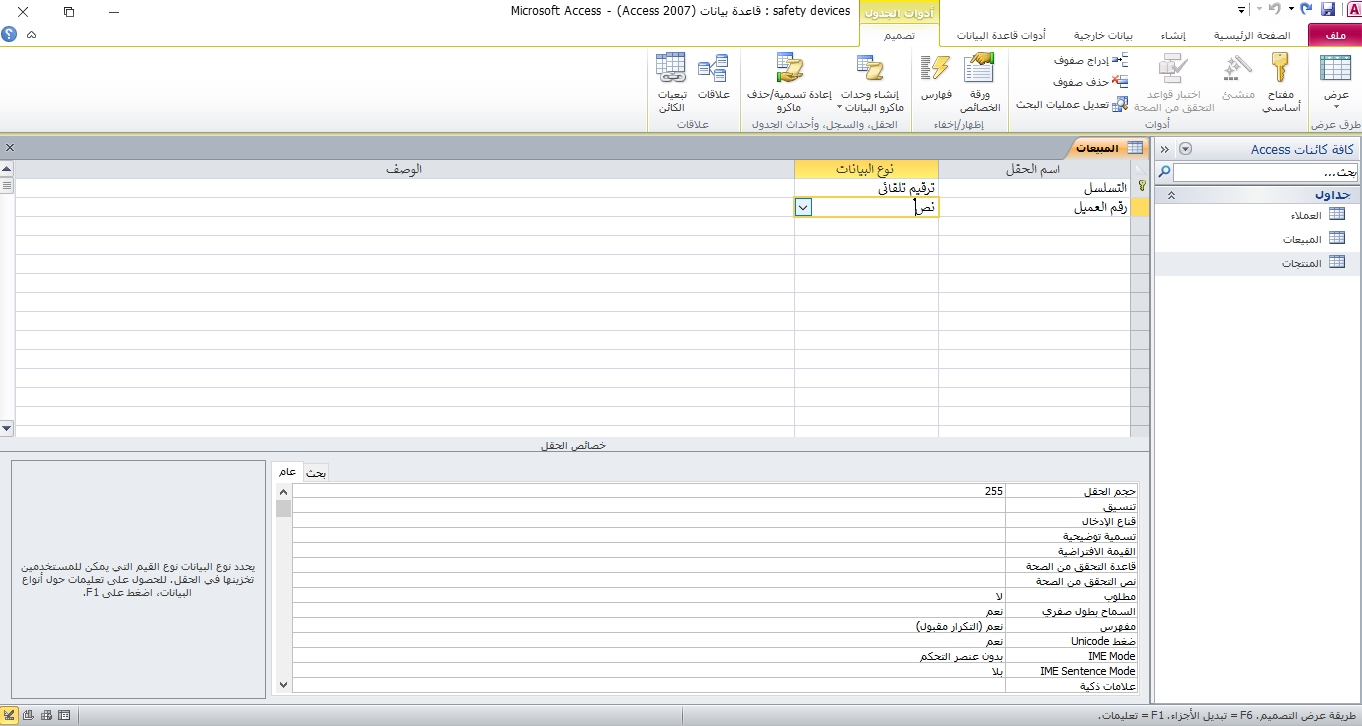 safety devices : قاعدة بيانات (Access 2007) - Microsoft Access
أدوات الجدول
ملف
الصفحة الرئيسية
إنشاء
بيانات خارجية
أدوات قاعدة البيانات
تصميم
عرض
طرق عرض
مفتاح أساسي
منشئ
اختبار قواعد التحقق من الصحة
إدراج صفوف
حذف صفوف
تعديل عمليات البحث
أدوات
ورقة الخصائص
فهارس
إظهار/إخفاء
إنشاء وحدات ماكرو البيانات
إعادة تسمية/حذف ماكرو
الحقل، والسجل، وأحداث الجدول
علاقات
تبعيات الكائن
علاقات
كافة كائنات Access
بحث...
جداول
العملاء
المبيعات
المنتجات
المبيعات
اسم الحقل
نوع البيانات
الوصف
التسلسل
ترقيم تلقائي
رقم العميل
نص
خصائص الحقل
عام
بحث
حجم الحقل 255
تنسيق
قناع الإدخال
تسمية توضيحية
القيمة الافتراضية
قاعدة التحقق من الصحة
نص التحقق من الصحة
مطلوب لا
السماح بطول صفري نعم
مفهرس نعم (التكرار مقبول)
ضغط Unicode نعم
IME Mode بدون عنصر التحكم
IME Sentence Mode بلا
علامات ذكية
يحدد نوع البيانات نوع القيم التي يمكن للمستخدمين
تخزينها في الحقل. للحصول على تعليمات حول أنواع
البيانات، اضغط على F1.
طريقة عرض التصميم. F6 = تبديل الأجزاء. F1 = تعليمات.